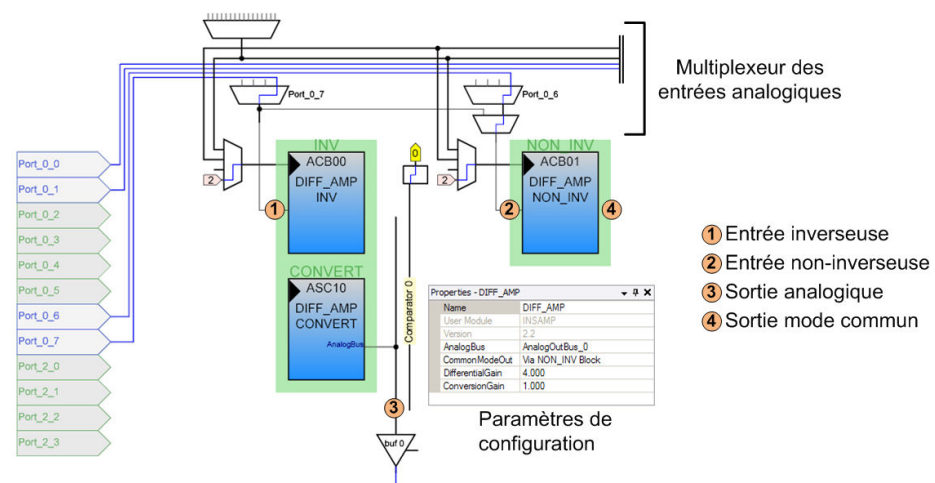 Multiplexeur des
entrées analogiques
Port_0_7
Port_0_6
Port_0_0
Port_0_1
Port_0_2
Port_0_3
Port_0_4
Port_0_5
Port_0_6
Port_0_7
Port_2_0
Port_2_1
Port_2_2
Port_2_3
INV
ACB00
DIFF_AMP
INV
2
1
CONVERT
ASC10
DIFF_AMP
CONVERT
AnalogBus
0
Comparator 0
3
buf 0
NON_INV
ACB01
DIFF_AMP
NON_INV
2
2
4
Properties - DIFF_AMP
Name DIFF_AMP
User Module INSAMP
Version 2.2
AnalogBus AnalogOutBus_0
CommonModeOut Via NON_INV Block
DifferentialGain 4.000
ConversionGain 1.000
Paramètres de
configuration
1 Entrée inverseuse
2 Entrée non-inverseuse
3 Sortie analogique
4 Sortie mode commun